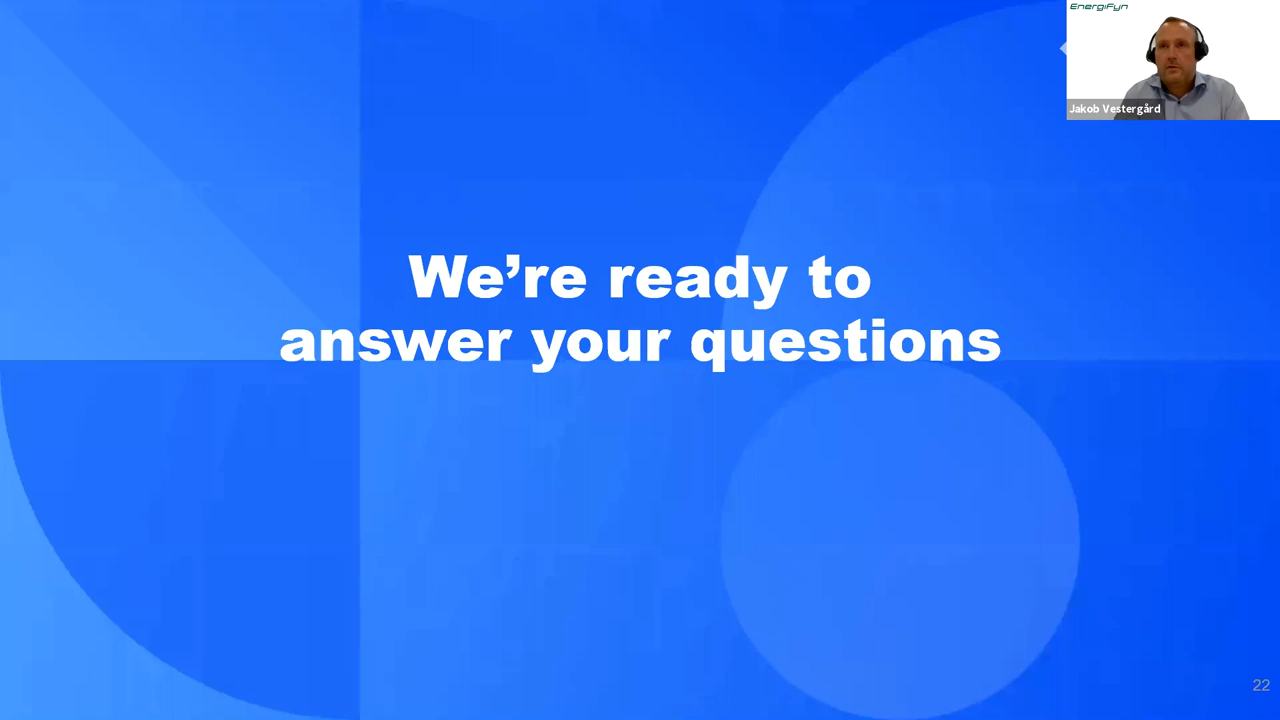 EnergiFyn
Jakob Vestergård
We're ready to
answer your questions
22